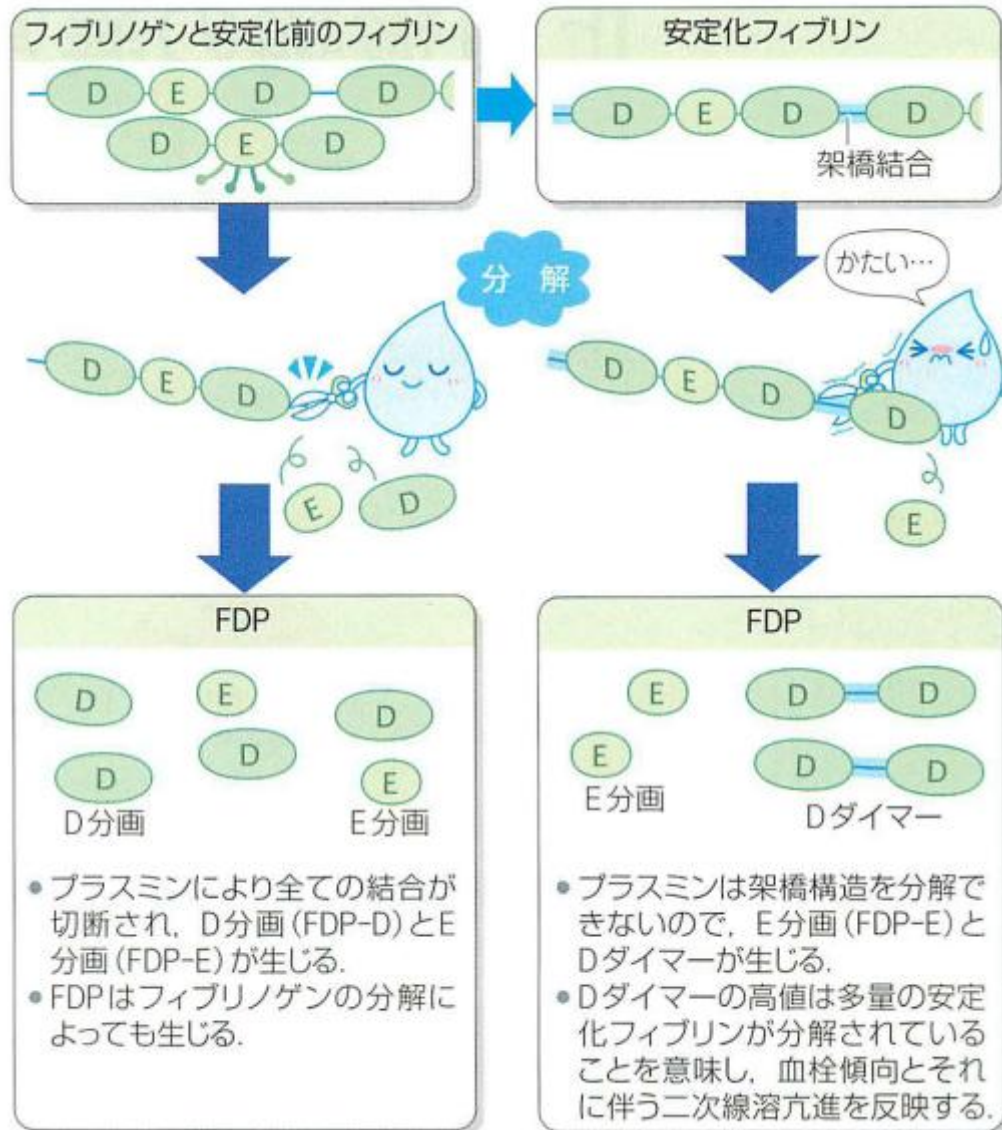 フィブリノゲンと安定化前のフィブリン
D E D D
D E D
安定化フィブリン
D E D D
架橋結合
分 解
かたい…
D E D
E D
D E D D
E
FDP
D E D
D D E
D分画 E分画
• プラスミンにより全ての結合が
切断され，D分画（FDP-D）とE
分画（FDP-E）が生じる.
• FDPはフィブリノゲンの分解に
よっても生じる.
FDP
E D D
E D D
E分画 Dダイマー
• プラスミンは架橋構造を分解で
きないので，E分画（FDP-E）と
Dダイマーが生じる.
• Dダイマーの高値は多量の安定
化フィブリンが分解されている
ことを意味し，血栓傾向とそれ
に伴う二次線溶亢進を反映する.